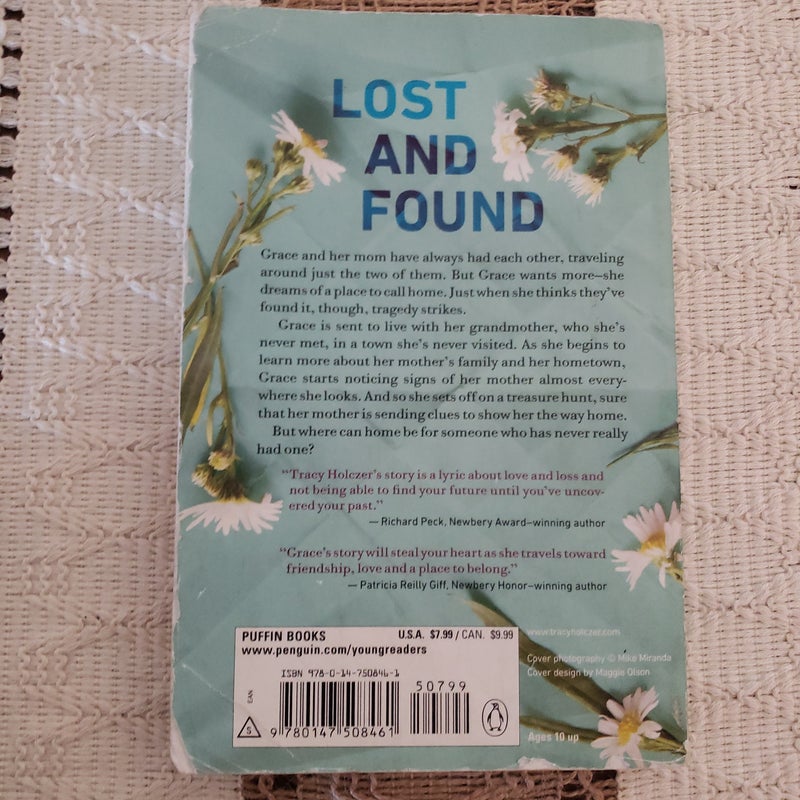 LOST
AND
FOUND
Grace and her mom have always had each other, traveling
around just the two of them. But Grace wants more—she
dreams of a place to call home. Just when she thinks they've
found it, though, tragedy strikes.
Grace is sent to live with her grandmother, who she's
never met, in a town she's never visited. As she begins to
learn more about her mother's family and her hometown,
Grace starts noticing signs of her mother almost every-
where she looks. And so she sets off on a treasure hunt, sure
that her mother is sending clues to show her the way home.
But where can home be for someone who has never really
had one?
"Tracy Holczer's story is a lyric about love and loss and
not being able to find your future until you've uncov-
ered your past."
— Richard Peck, Newbery Award–winning author
"Grace's story will steal your heart as she travels toward
friendship, love and a place to belong."
— Patricia Reilly Giff, Newbery Honor–winning author
PUFFIN BOOKS U.S.A. $7.99 / CAN. $9.99
www.penguin.com/youngreaders
ISBN 978-0-14-750846-1
50799
EAN
S
9 780147 508461
www.tracyholczer.com
Cover photography © Mike Miranda
Cover design by Maggie Olson
Ages 10 up